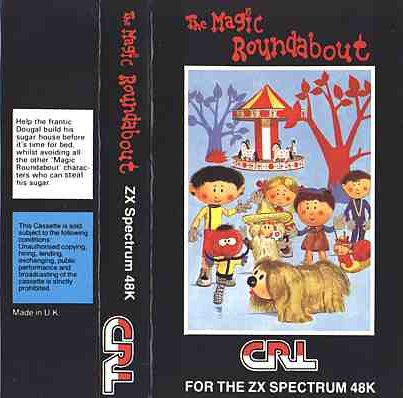 Help the frantic
Dougal build his
sugar house before
it's time for bed,
whilst avoiding all
the other 'Magic
Roundabout' charac-
ters who can steal
his sugar.
This Cassette is sold
subject to the following
conditions:
Unauthorised copying,
hiring, lending,
exchanging, public
performance and
broadcasting of the
cassette is strictly
prohibited.
Made in U.K.
The Magic Roundabout ZX Spectrum 48K CRL
The Magic
Roundabout
CRL
FOR THE ZX SPECTRUM 48K